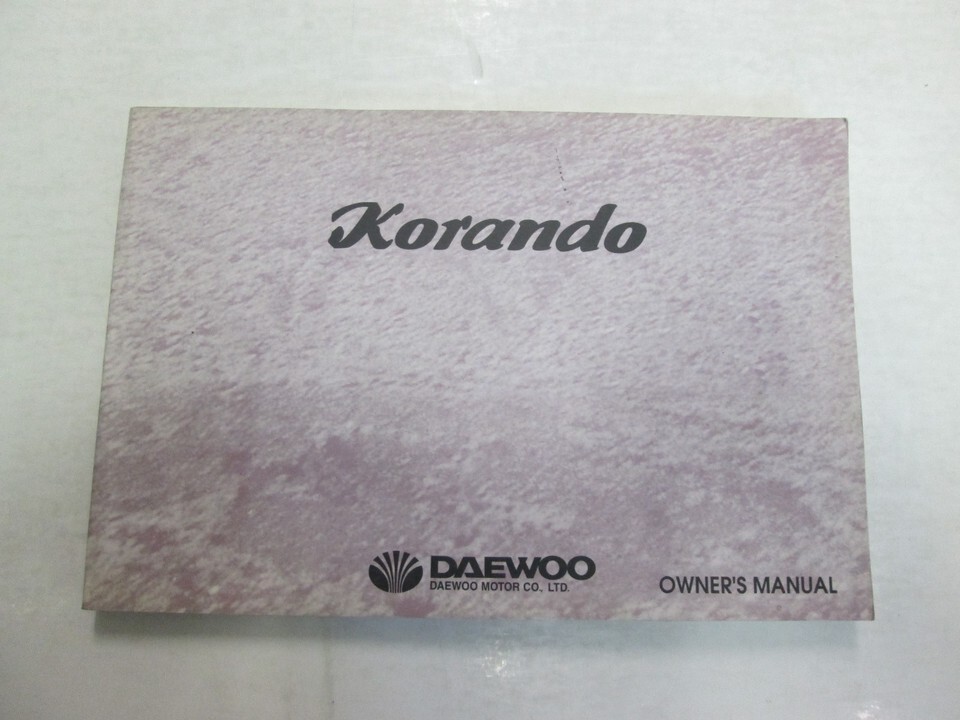 Korando
DAEWOO
DAEWOO MOTOR CO., LTD.
OWNER'S MANUAL